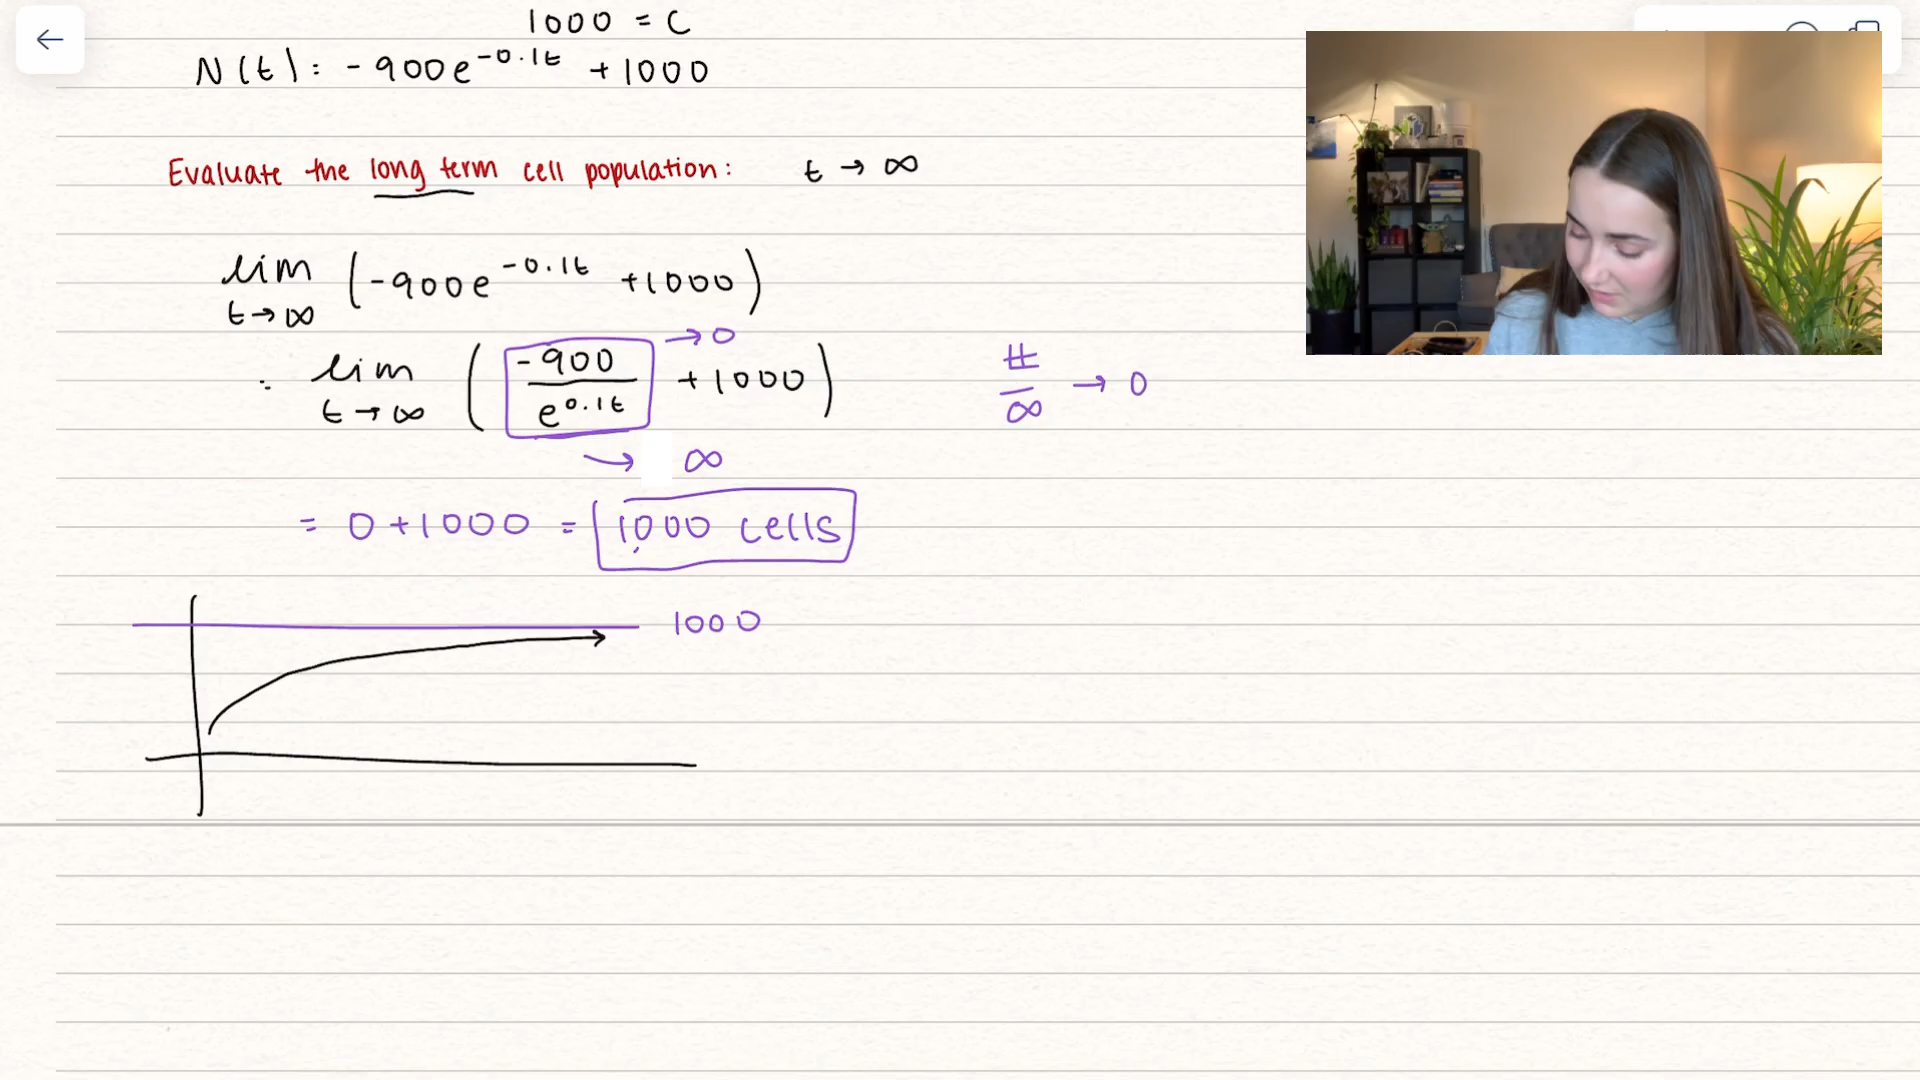 1000 = C
N(t): -900e^-0.1t +1000
Evaluate the long term cell population: t → ∞
lim t→∞ (-900e^-0.1t +1000)
→0
: lim t→∞ (-900/e^0.1t +1000) #/∞ → 0
→ ∞
= 0+1000 = 1000 cells
1000